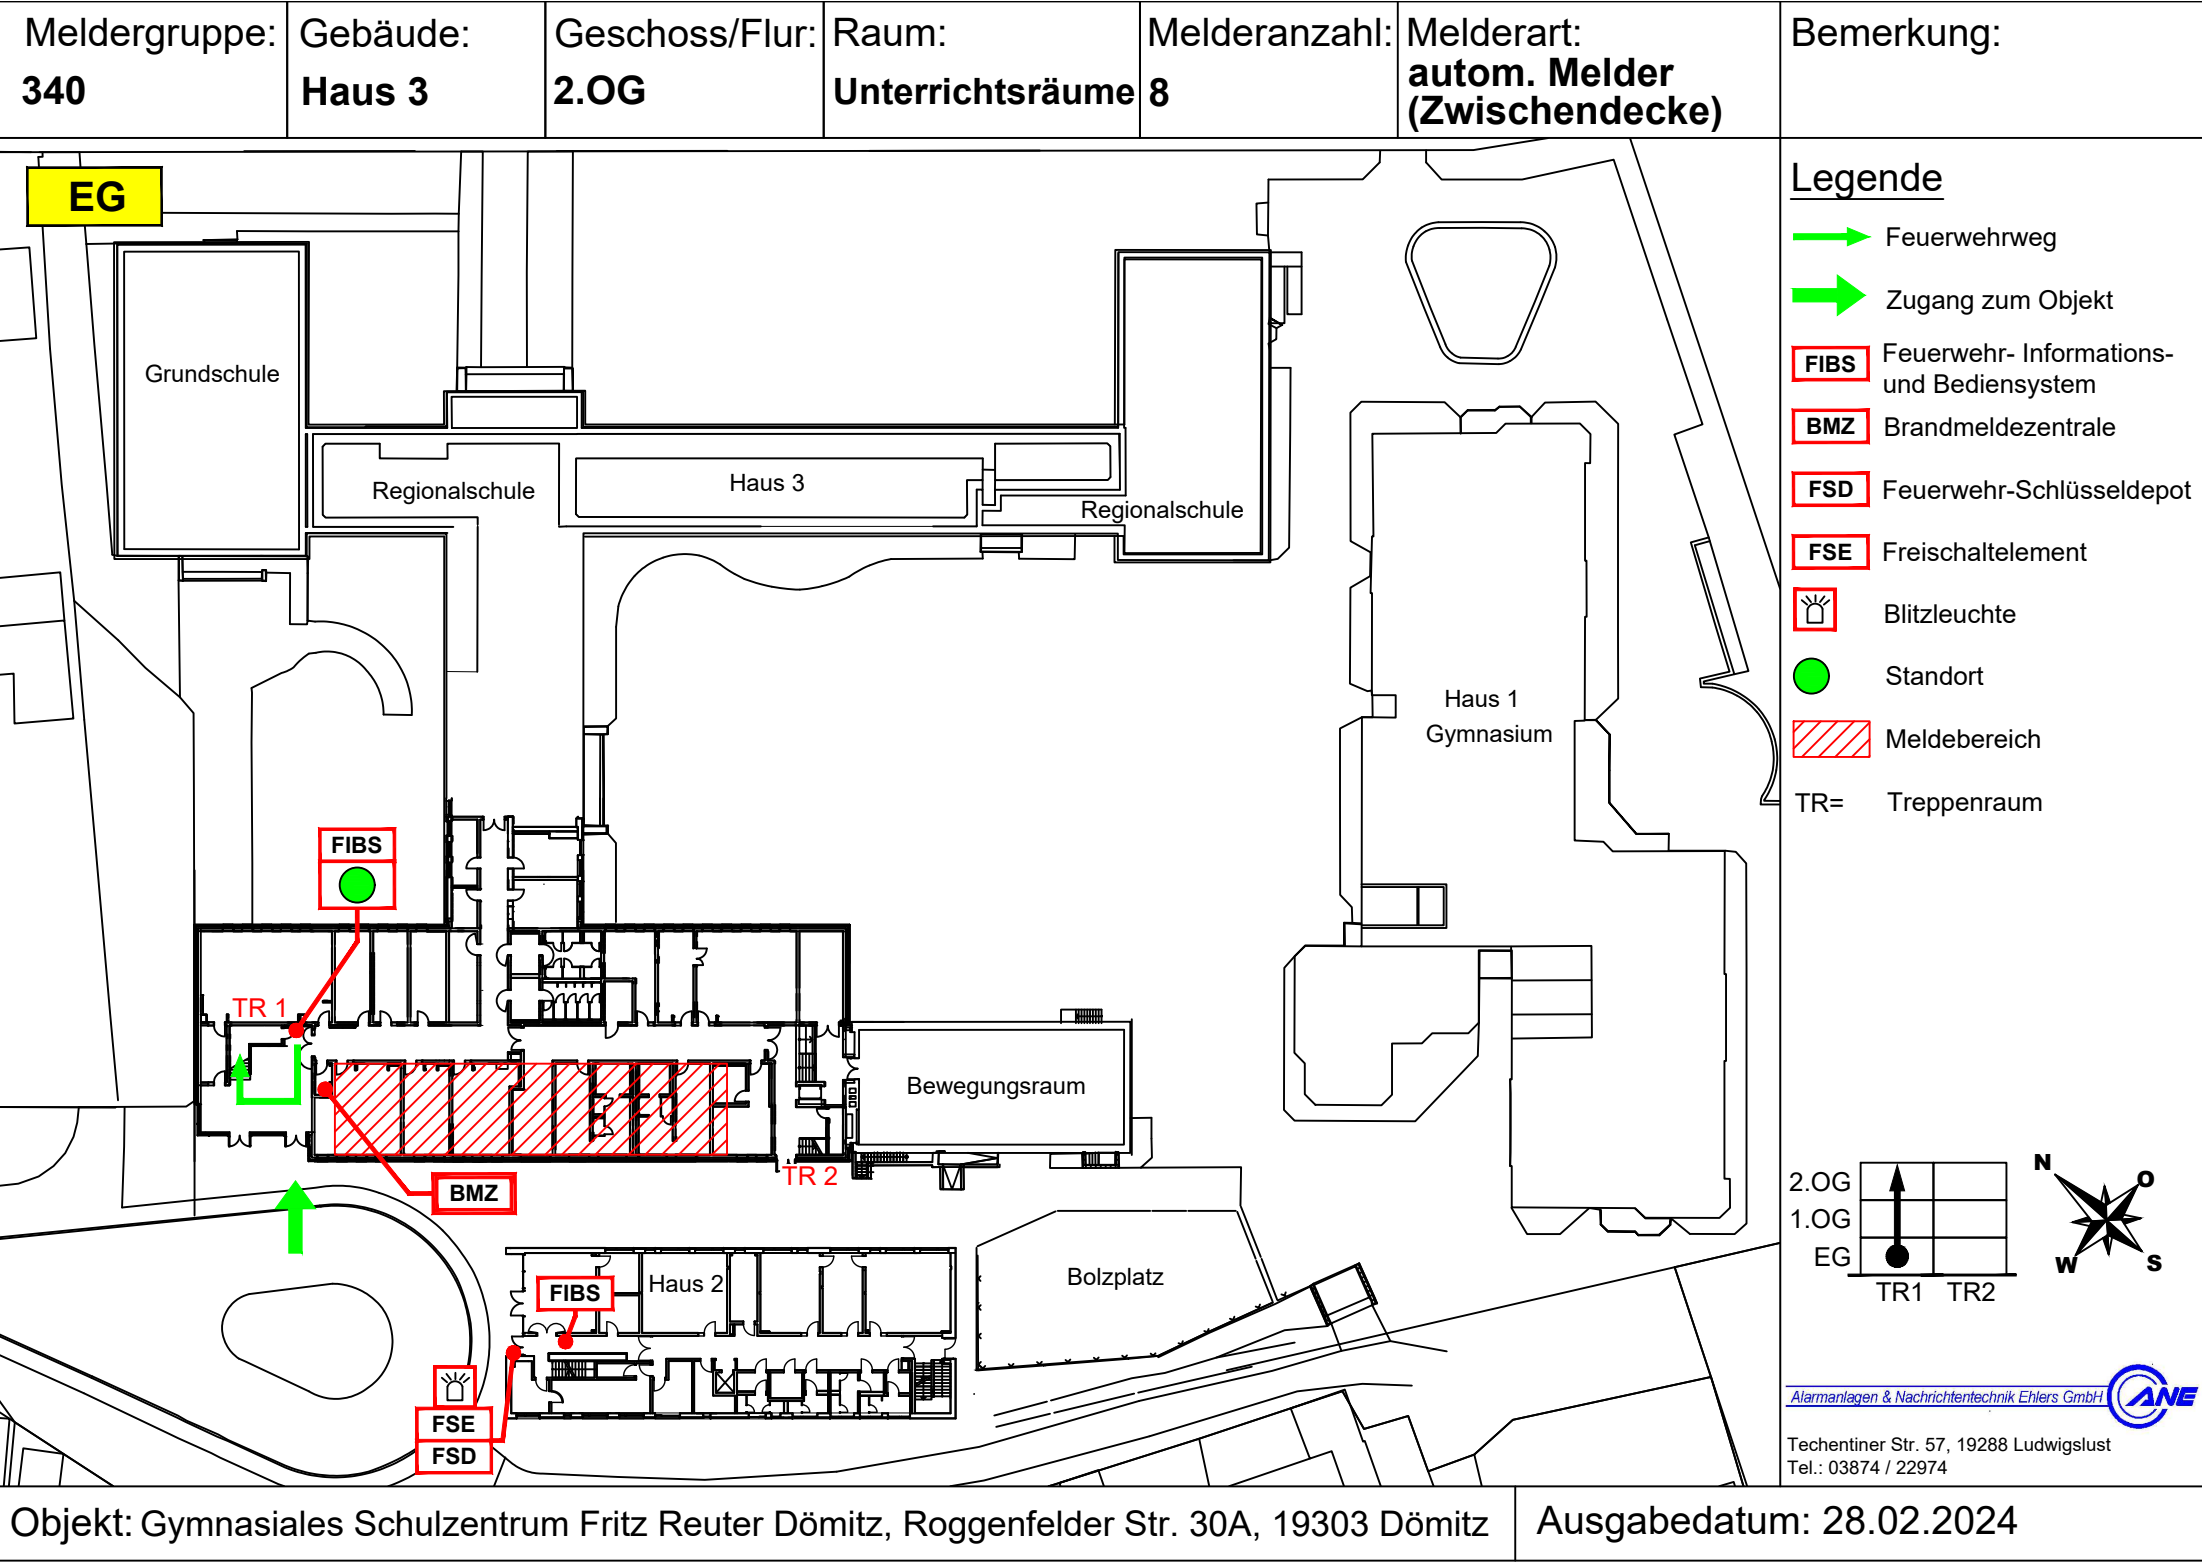 Meldergruppe:
340
Gebäude:
Haus 3
Geschoss/Flur:
2.OG
Raum:
Unterrichtsräume
Melderanzahl:
8
Melderart:
autom. Melder
(Zwischendecke)
Bemerkung:
EG
Grundschule
Regionalschule
Haus 3
Regionalschule
Haus 1
Gymnasium
FIBS
TR 1
Bewegungsraum
TR 2
BMZ
Haus 2
FIBS
Bolzplatz
FSE
FSD
Legende
Feuerwehrweg
Zugang zum Objekt
FIBS Feuerwehr- Informations-
und Bediensystem
BMZ Brandmeldezentrale
FSD Feuerwehr-Schlüsseldepot
FSE Freischaltelement
Blitzleuchte
Standort
Meldebereich
TR= Treppenraum
2.OG
1.OG
EG
TR1 TR2
N
O
W
S
Alarmanlagen & Nachrichtentechnik Ehlers GmbH
ANE
Techentiner Str. 57, 19288 Ludwigslust
Tel.: 03874 / 22974
Objekt: Gymnasiales Schulzentrum Fritz Reuter Dömitz, Roggenfelder Str. 30A, 19303 Dömitz
Ausgabedatum: 28.02.2024